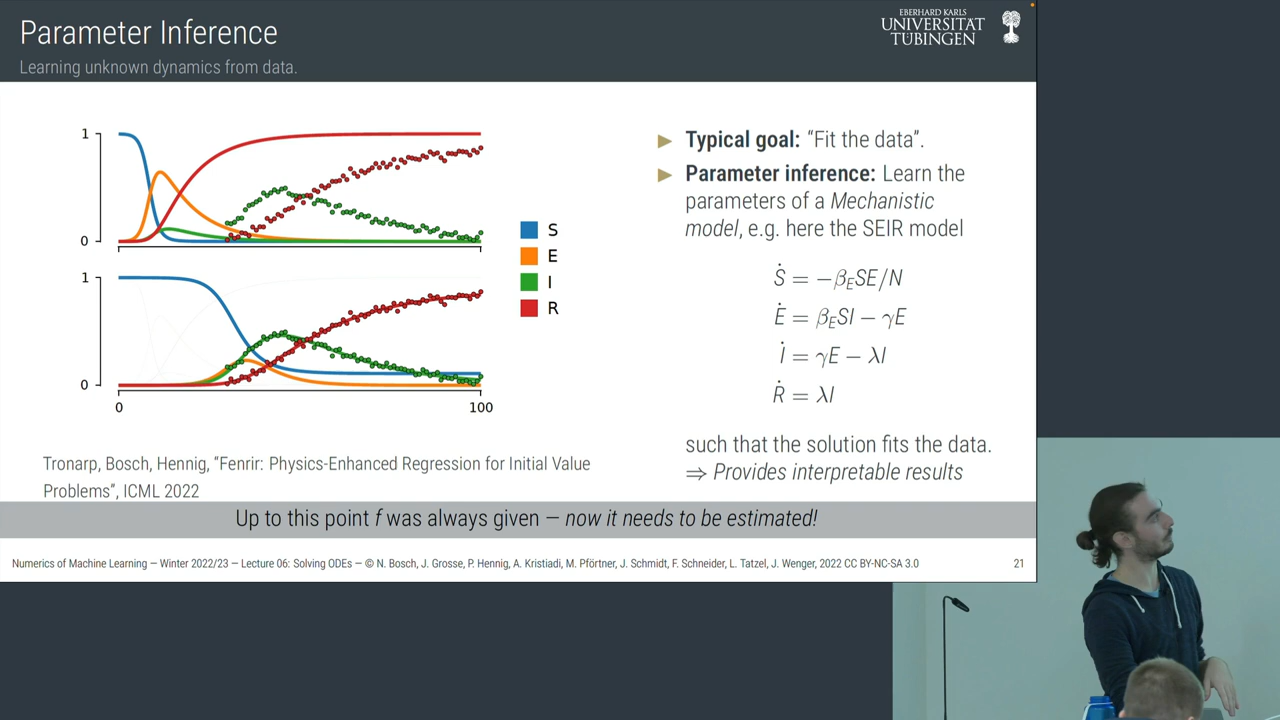 Parameter Inference
Learning unknown dynamics from data.
EBERHARD KARLS
UNIVERSITÄT
TÜBINGEN
1
0
1
0
0
100
S
E
I
R
Tronarp, Bosch, Hennig, “Fenrir: Physics-Enhanced Regression for Initial Value
Problems”, ICML 2022
▶ Typical goal: “Fit the data”.
▶ Parameter inference: Learn the
parameters of a Mechanistic
model, e.g. here the SEIR model
Ṡ = −β_E SE/N
Ė = β_E SI − γE
İ = γE − λI
Ṙ = λI
such that the solution fits the data.
⇒ Provides interpretable results
Up to this point f was always given — now it needs to be estimated!
Numerics of Machine Learning — Winter 2022/23 — Lecture 06: Solving ODEs — © N. Bosch, J. Grosse, P. Hennig, A. Kristiadi, M. Pförtner, J. Schmidt, F. Schneider, L. Tatzel, J. Wenger, 2022 CC BY-NC-SA 3.0
21